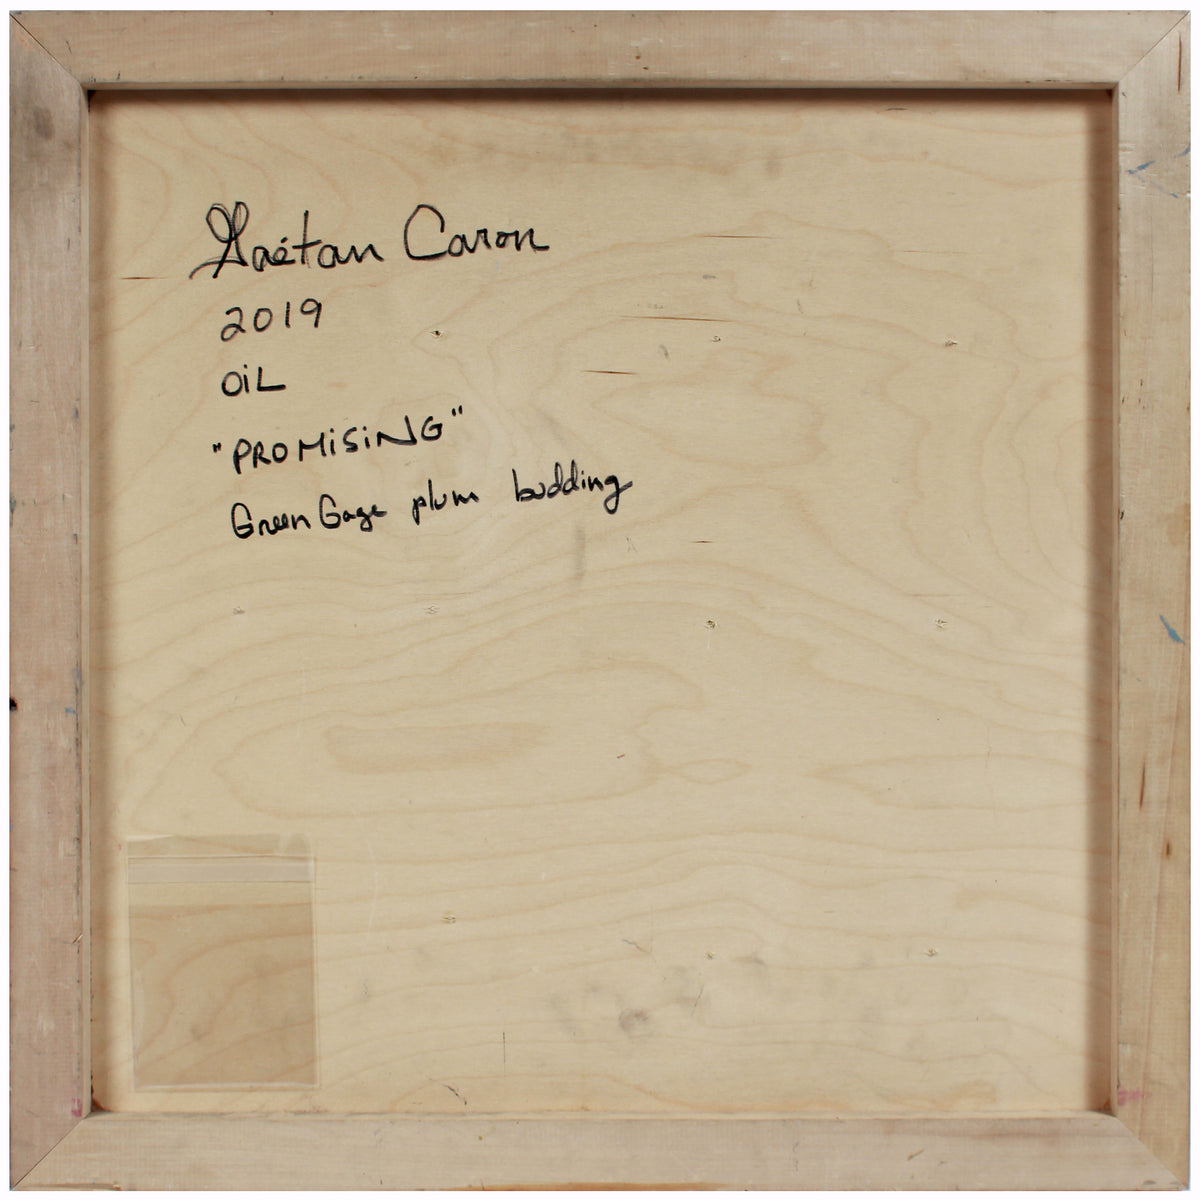 Gaétan Caron
2019
OiL
"PROMiSiNG"
Green Gage plum budding